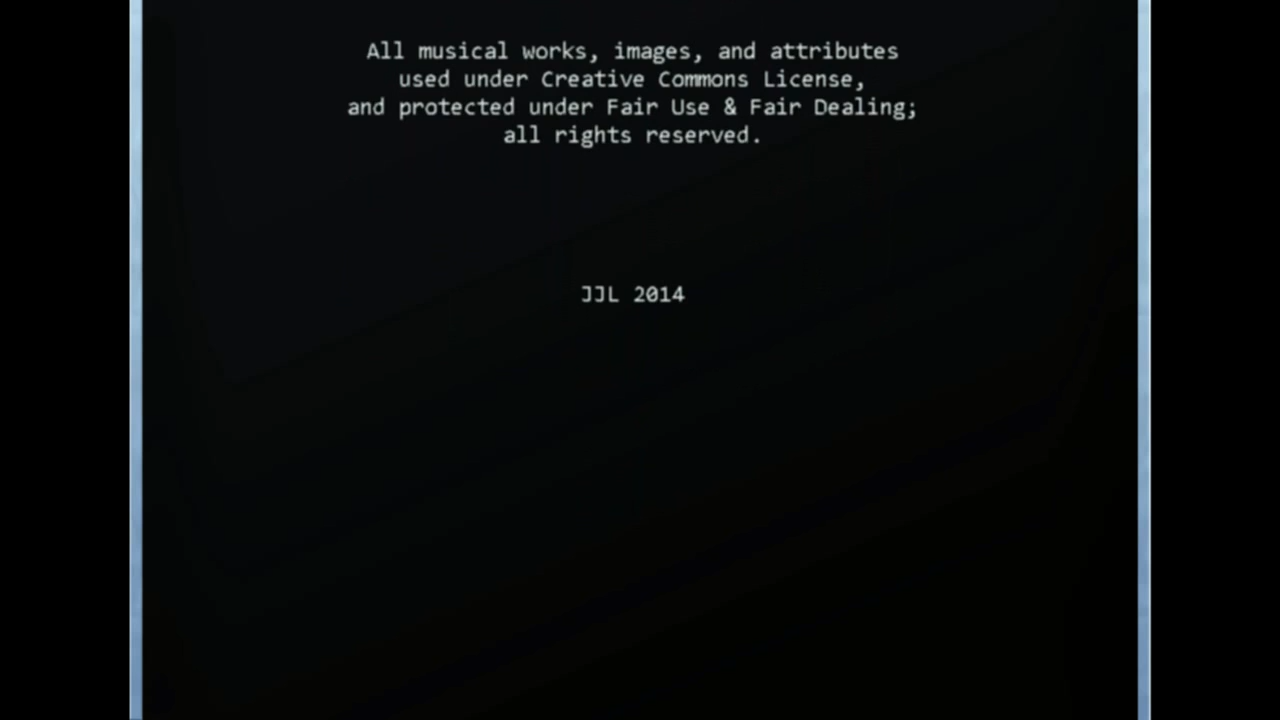 All musical works, images, and attributes
used under Creative Commons License,
and protected under Fair Use & Fair Dealing;
all rights reserved.
JJL 2014